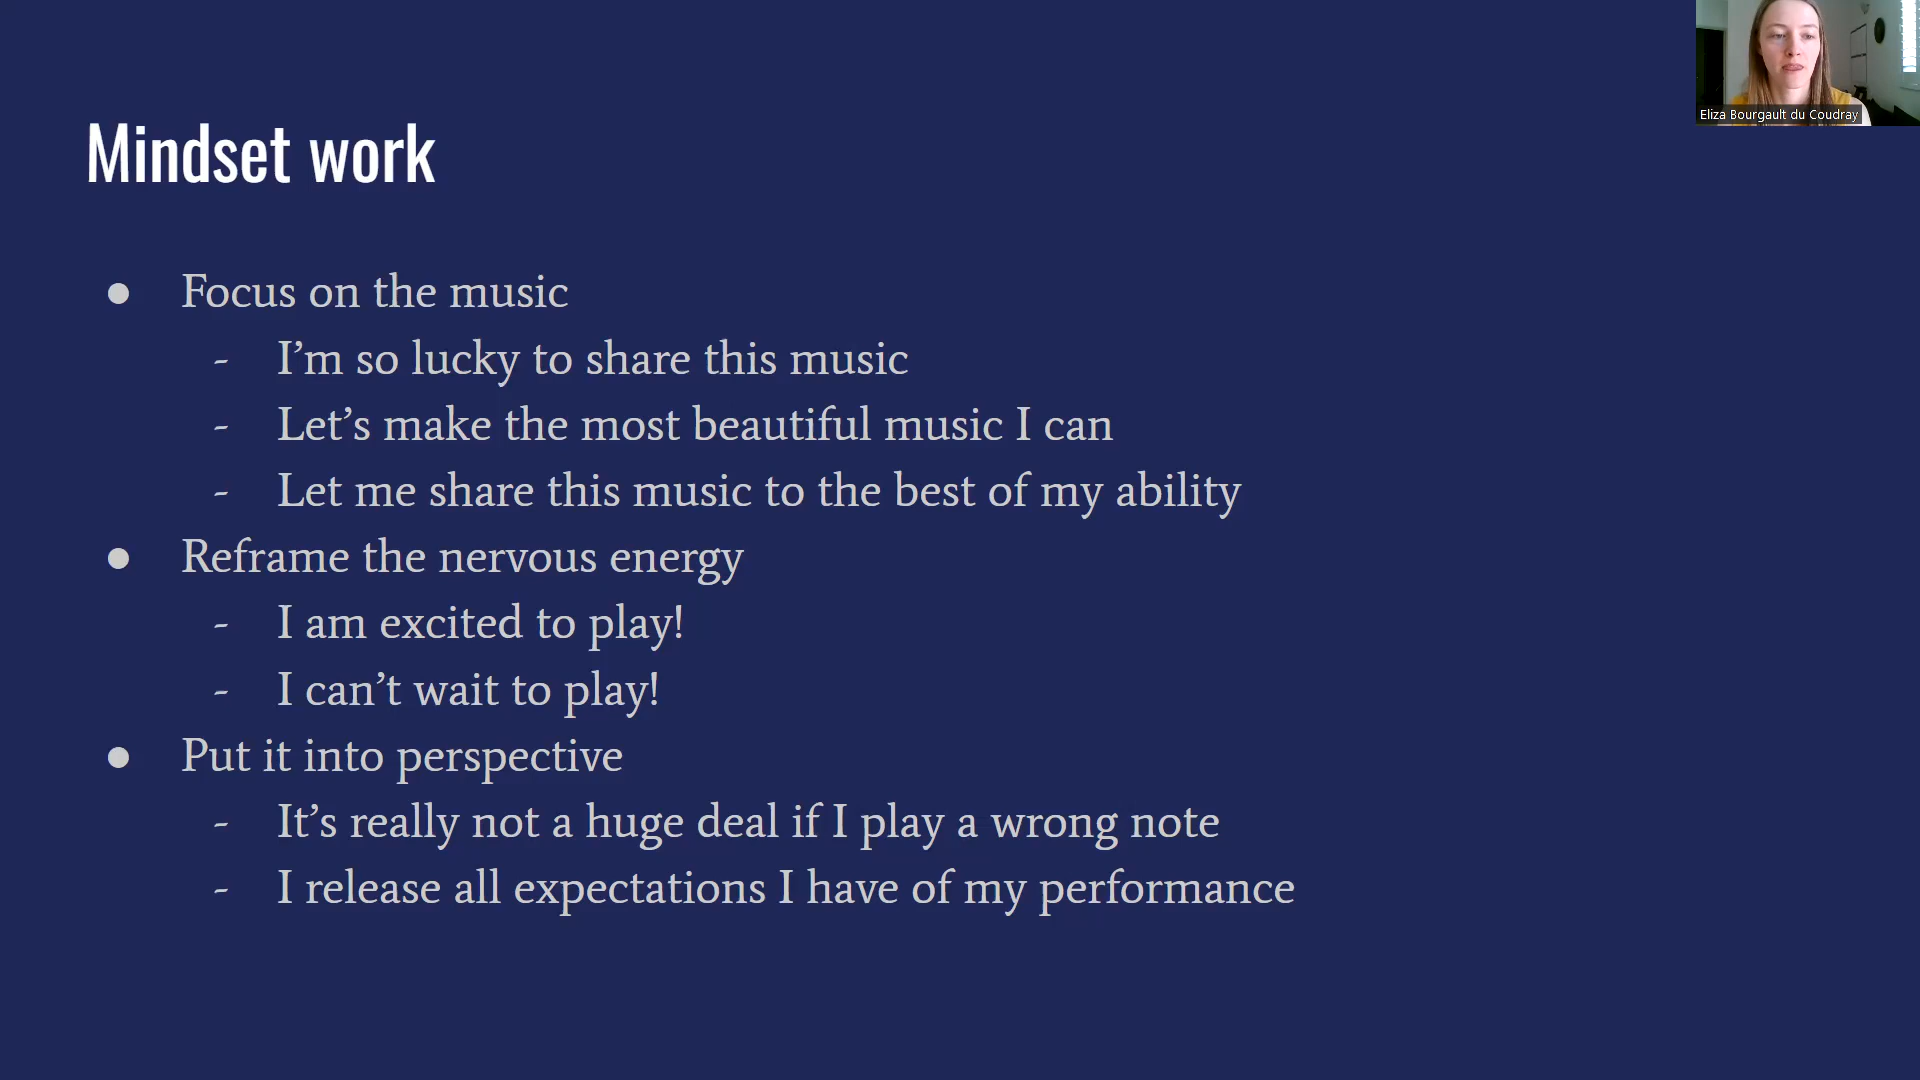 Eliza Bourgault du Coudray
Mindset work
● Focus on the music
- I’m so lucky to share this music
- Let’s make the most beautiful music I can
- Let me share this music to the best of my ability
● Reframe the nervous energy
- I am excited to play!
- I can’t wait to play!
● Put it into perspective
- It’s really not a huge deal if I play a wrong note
- I release all expectations I have of my performance